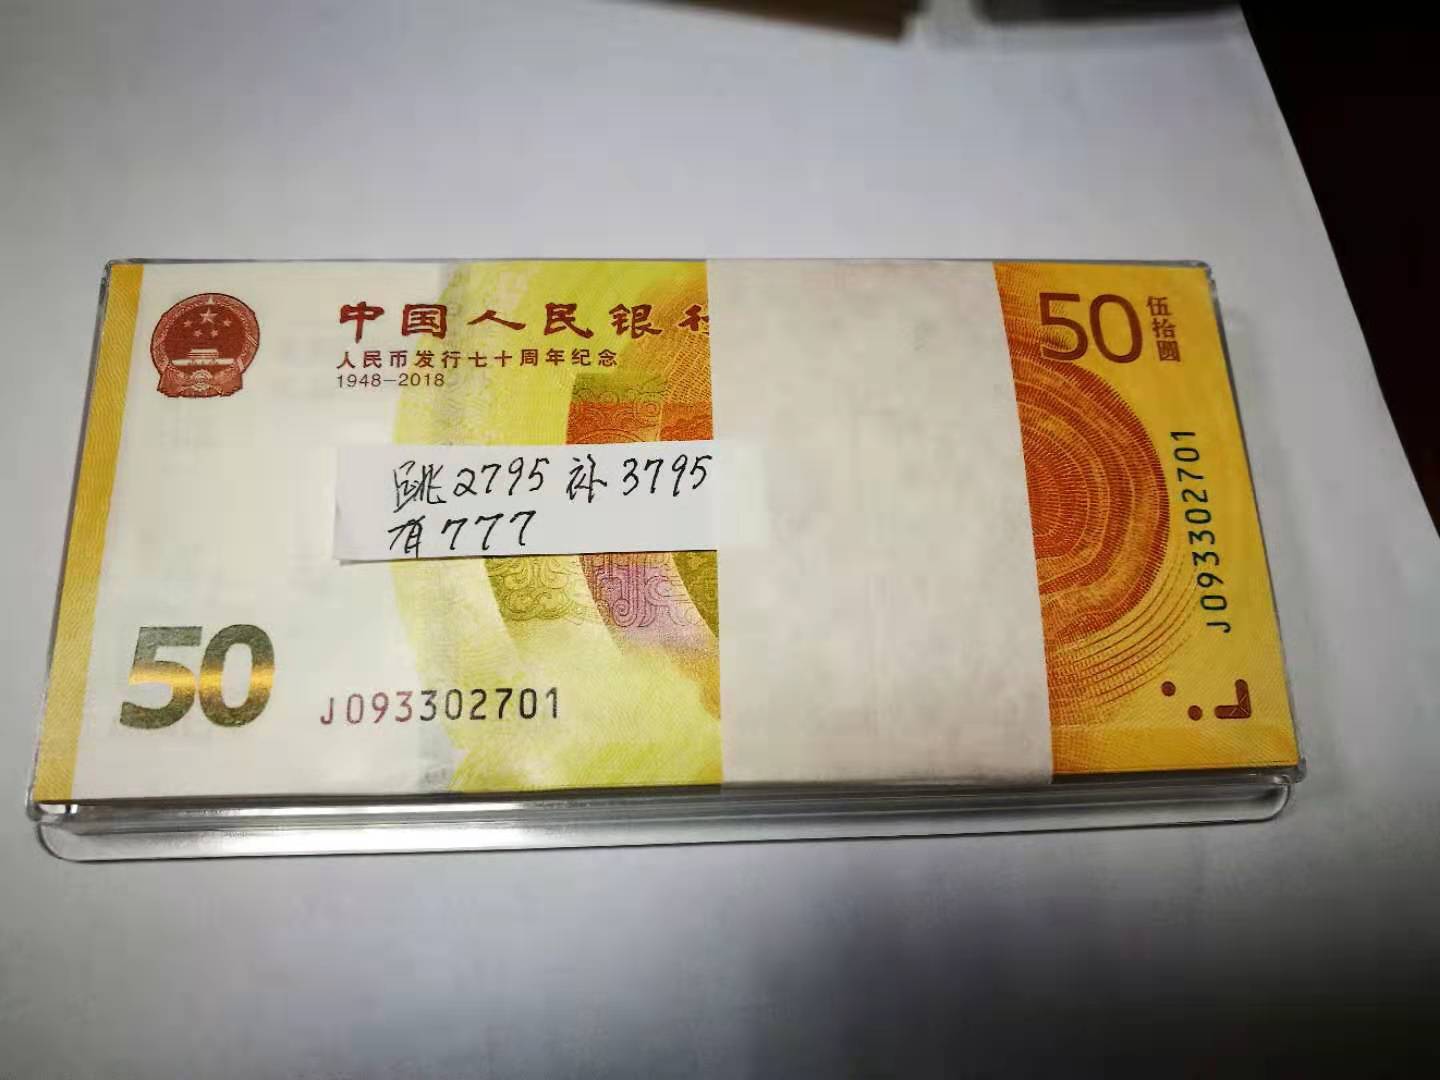 中国人民银行
人民币发行七十周年纪念
1948-2018
50
伍拾圆
J093302701
跳2795 补3795
有777
50
J093302701